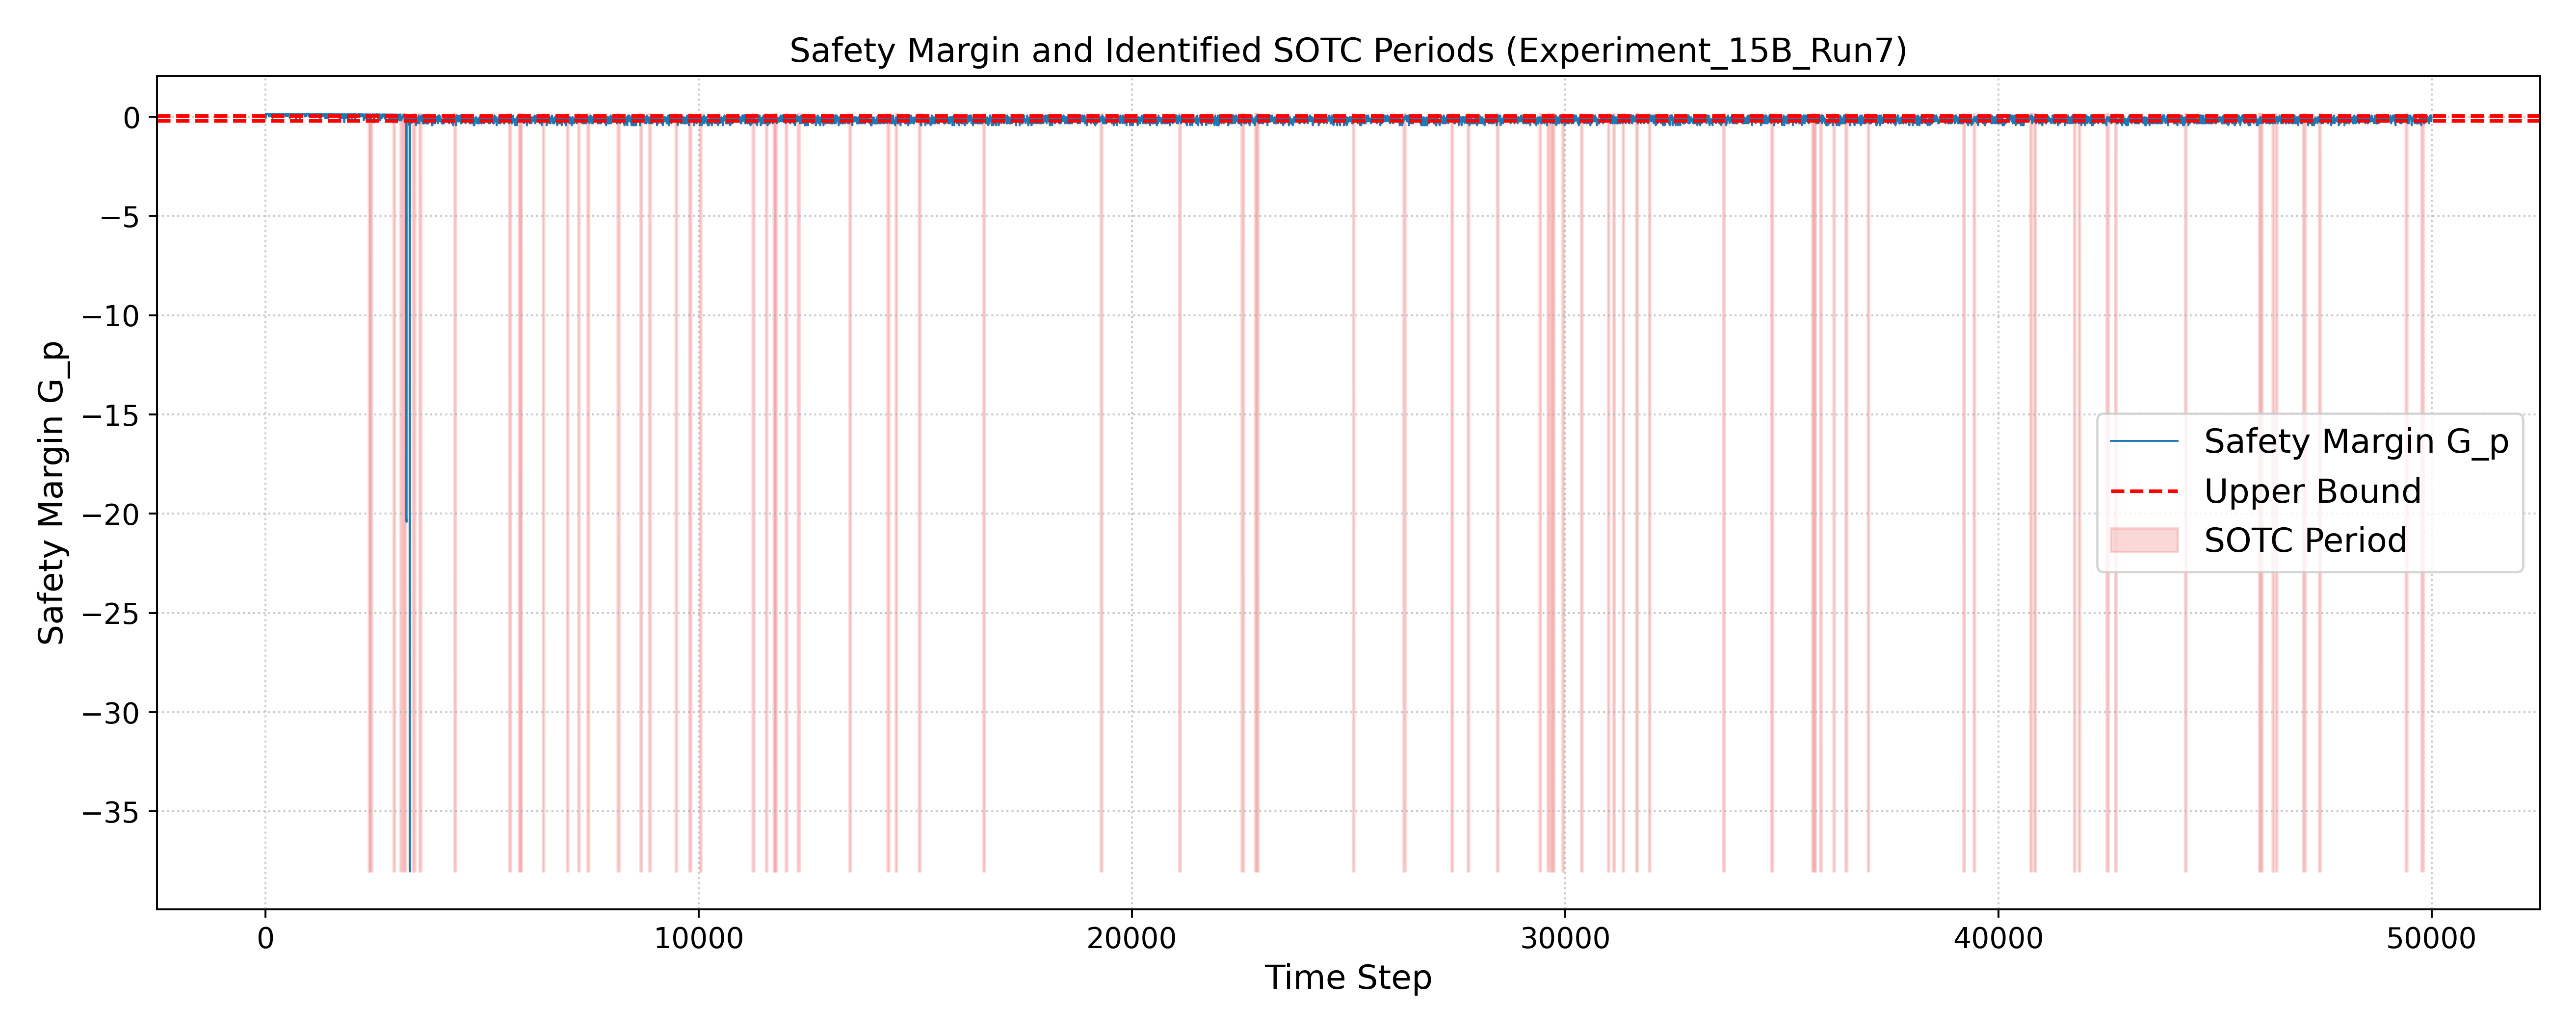 Safety Margin and Identified SOTC Periods (Experiment_15B_Run7)
Safety Margin G_p
0
−5
−10
−15
−20
−25
−30
−35
Safety Margin G_p
Upper Bound
SOTC Period
0
10000
20000
30000
40000
50000
Time Step